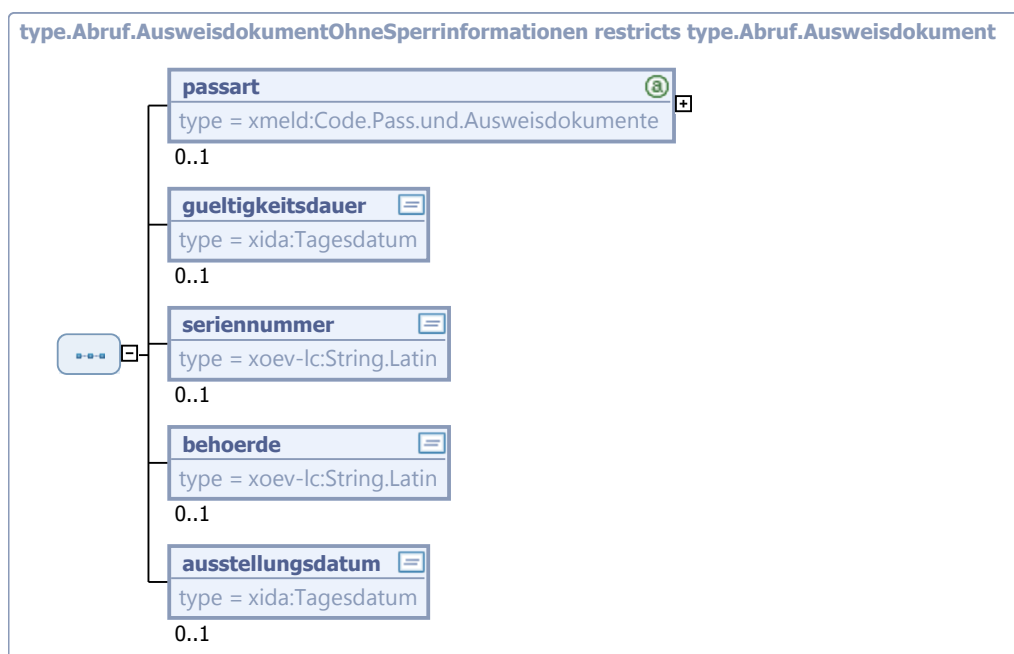 type.Abruf.AusweisdokumentOhneSperrinformationen restricts type.Abruf.Ausweisdokument
passart
type = xmeld:Code.Pass.und.Ausweisdokumente
0..1
gueltigkeitsdauer
type = xida:Tagesdatum
0..1
seriennummer
type = xoev-lc:String.Latin
0..1
behoerde
type = xoev-lc:String.Latin
0..1
ausstellungsdatum
type = xida:Tagesdatum
0..1